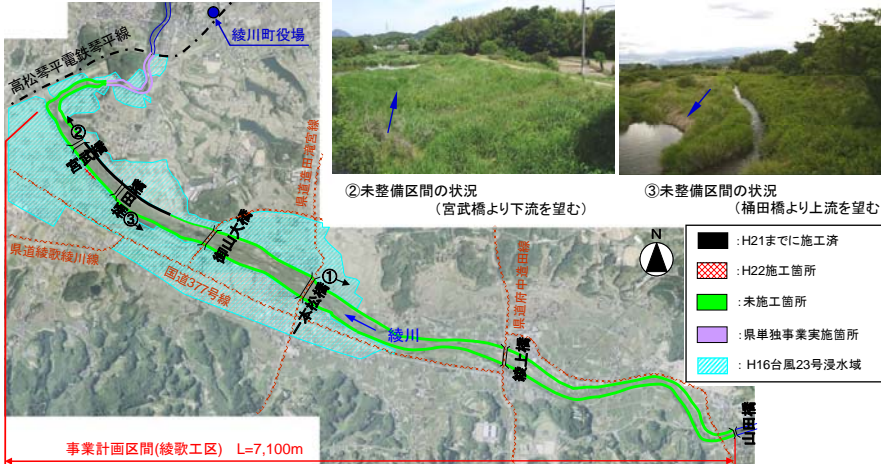 綾川町役場
高松琴平電鉄琴平線
②
宮武橋
桶田橋
③
御山大橋
県道造田滝宮線
①
一本松橋
県道綾歌綾川線
国道377号線
綾川
県道府中造田線
綾上橋
山田橋
事業計画区間(綾歌工区) L=7,100m
②未整備区間の状況
(宮武橋より下流を望む)
③未整備区間の状況
(桶田橋より上流を望む
N
:H21までに施工済
:H22施工箇所
:未施工箇所
:県単独事業実施箇所
:H16台風23号浸水域